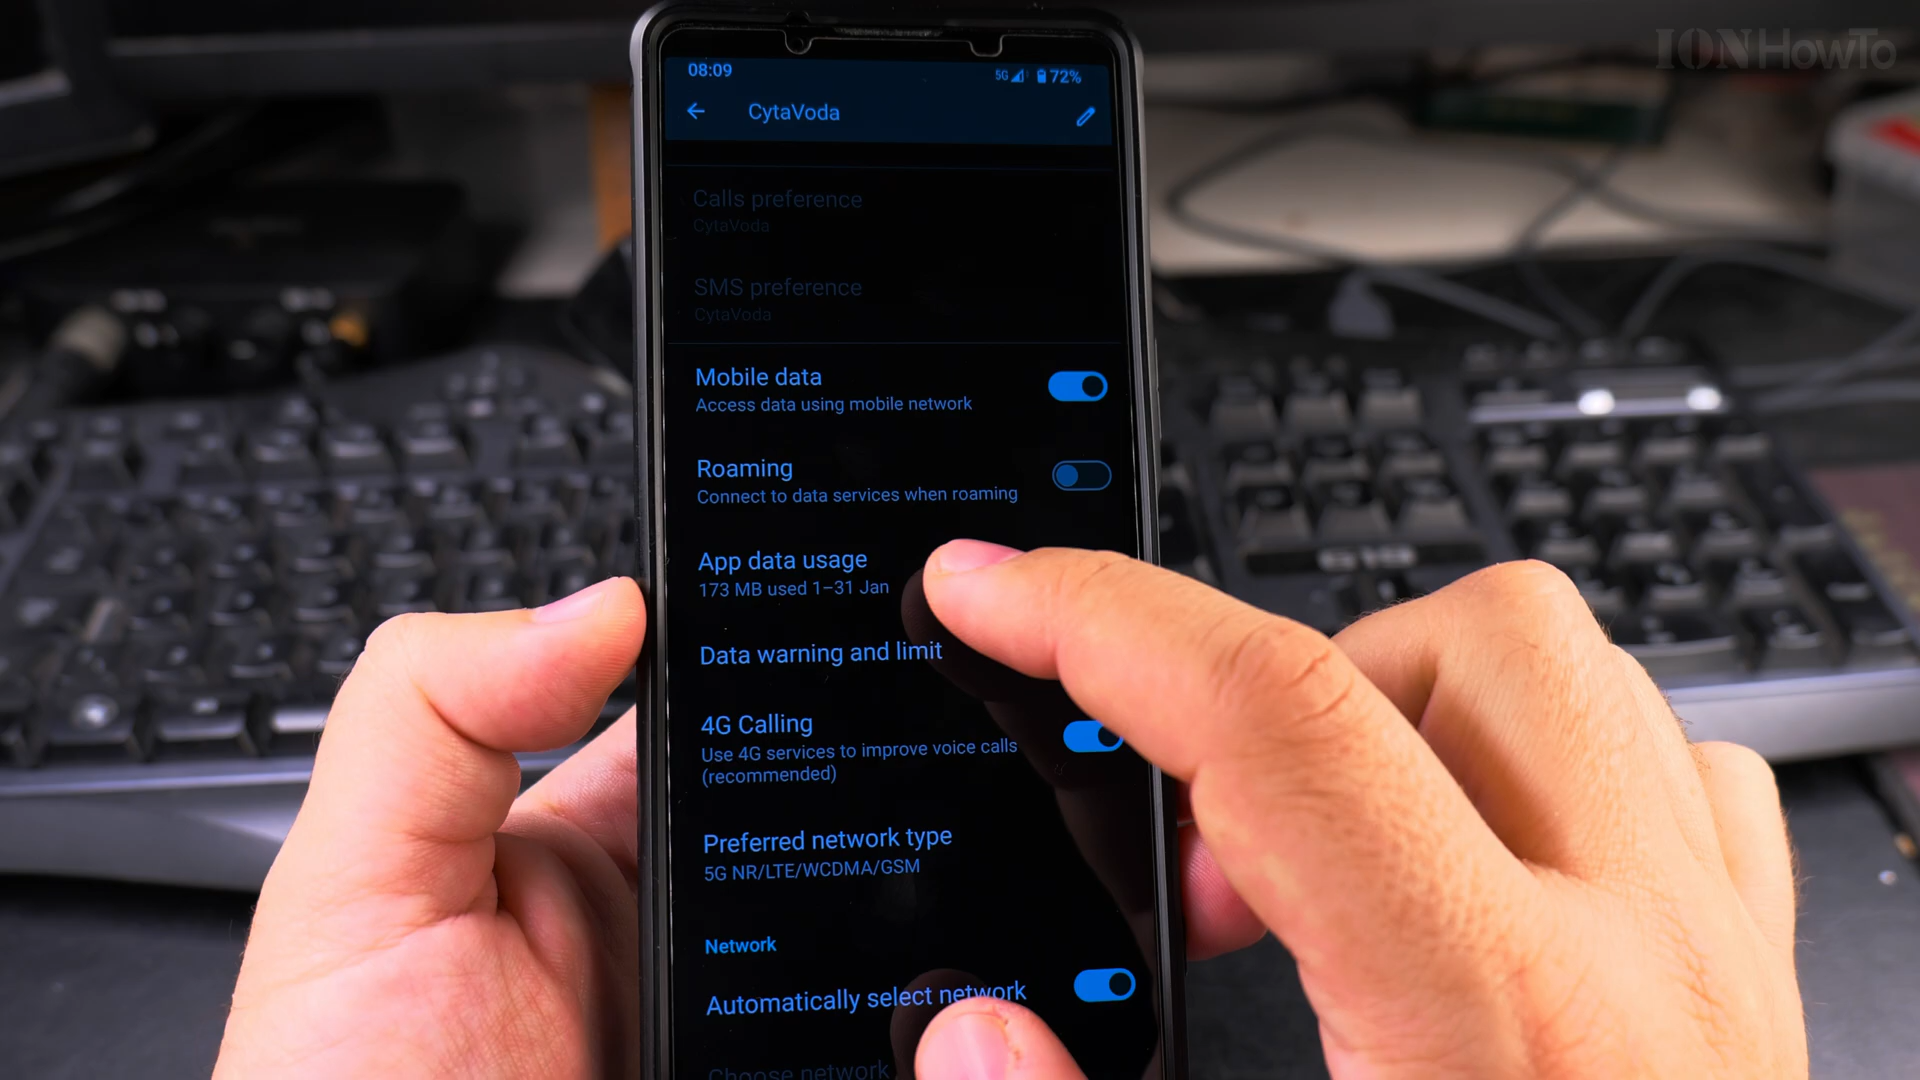 ION HowTo
08:09
5G 72%
CytaVoda
Calls preference
CytaVoda
SMS preference
CytaVoda
Mobile data
Access data using mobile network
Roaming
Connect to data services when roaming
App data usage
173 MB used 1–31 Jan
Data warning and limit
4G Calling
Use 4G services to improve voice calls
(recommended)
Preferred network type
5G NR/LTE/WCDMA/GSM
Network
Automatically select network
Choose network
G19